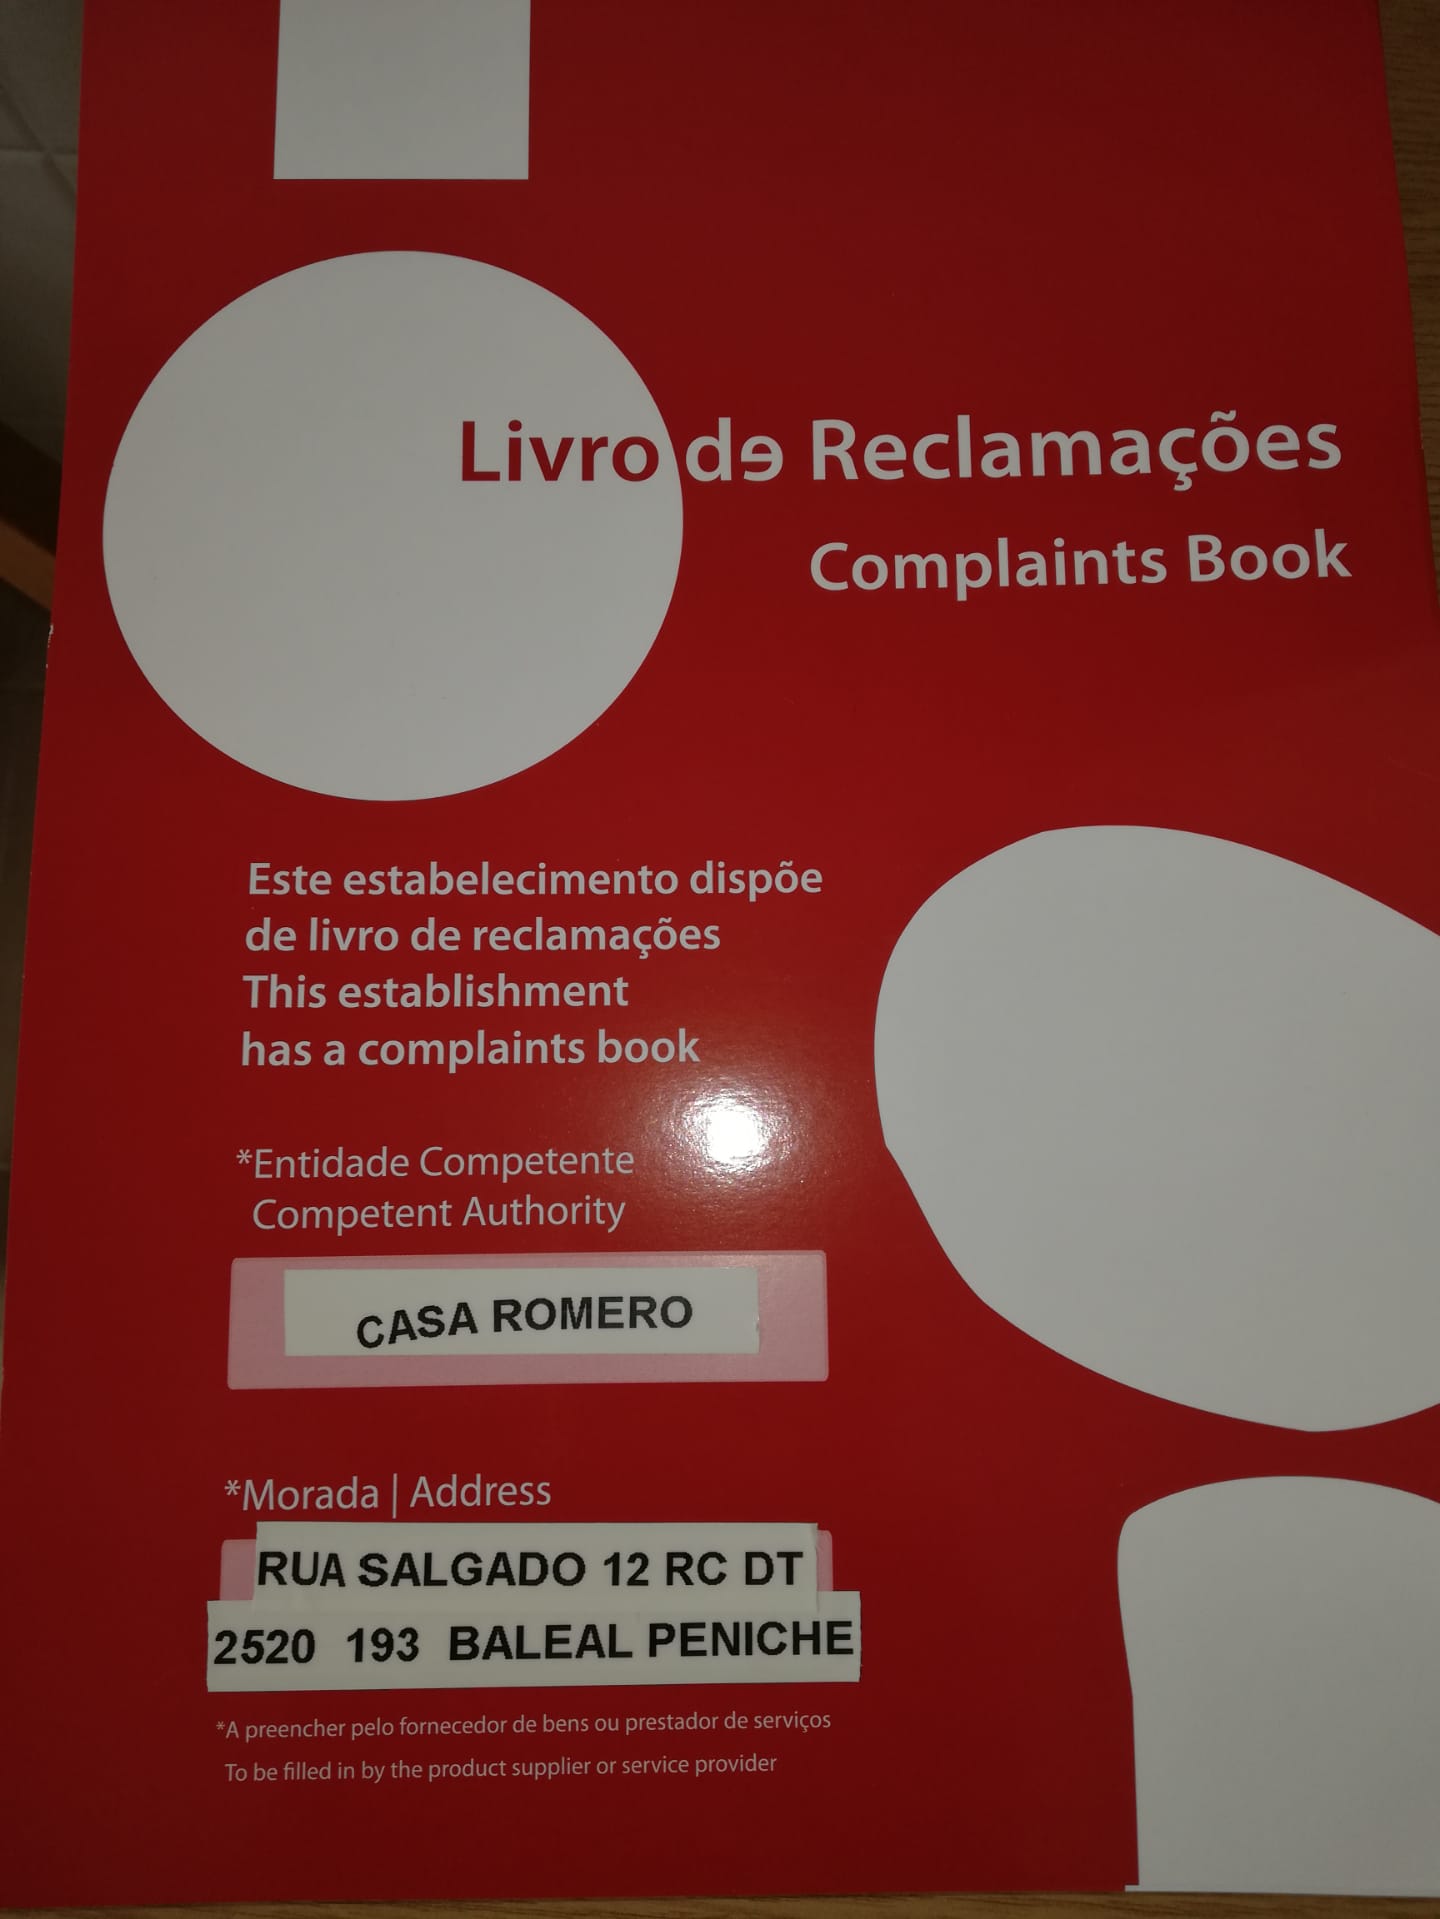 Livro de Reclamações
Complaints Book
Este estabelecimento dispõe
de livro de reclamações
This establishment
has a complaints book
*Entidade Competente
Competent Authority
CASA ROMERO
*Morada | Address
RUA SALGADO 12 RC DT
2520 193 BALEAL PENICHE
*A preencher pelo fornecedor de bens ou prestador de serviços
To be filled in by the product supplier or service provider